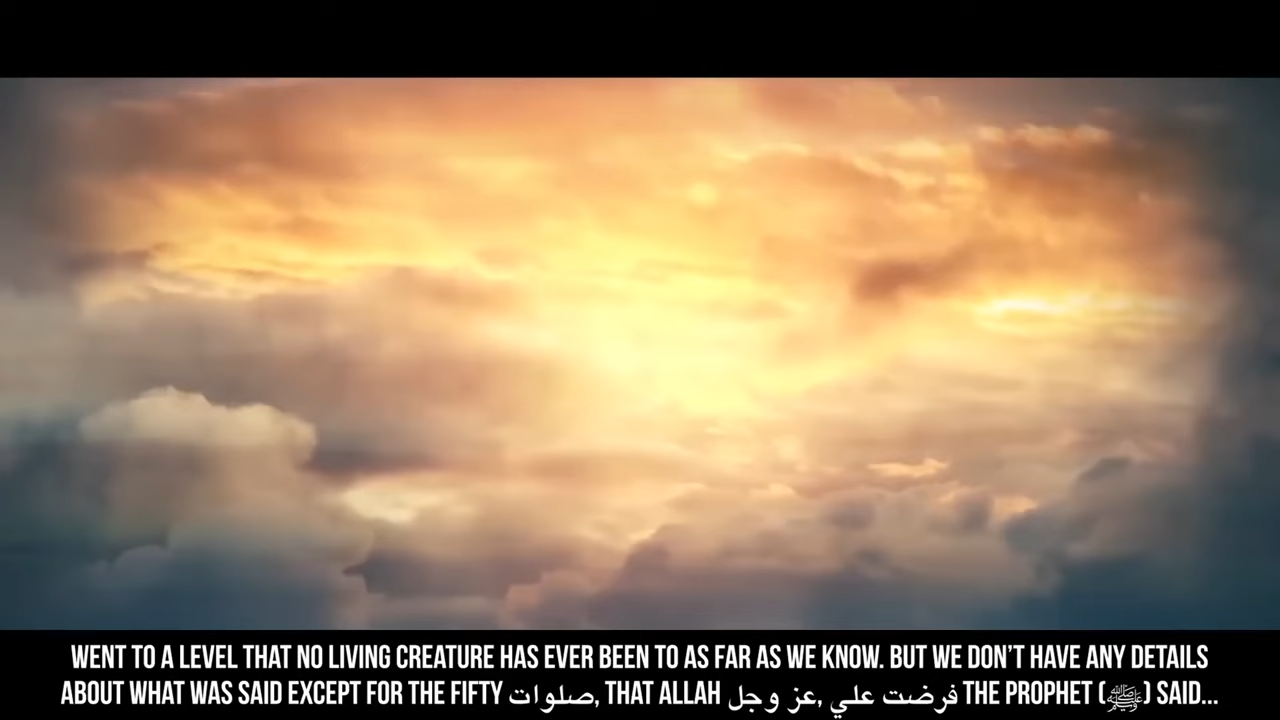 WENT TO A LEVEL THAT NO LIVING CREATURE HAS EVER BEEN TO AS FAR AS WE KNOW. BUT WE DON'T HAVE ANY DETAILS
ABOUT WHAT WAS SAID EXCEPT FOR THE FIFTY صلوات, THAT ALLAH عز وجل, فرضت علي THE PROPHET (ﷺ) SAID...